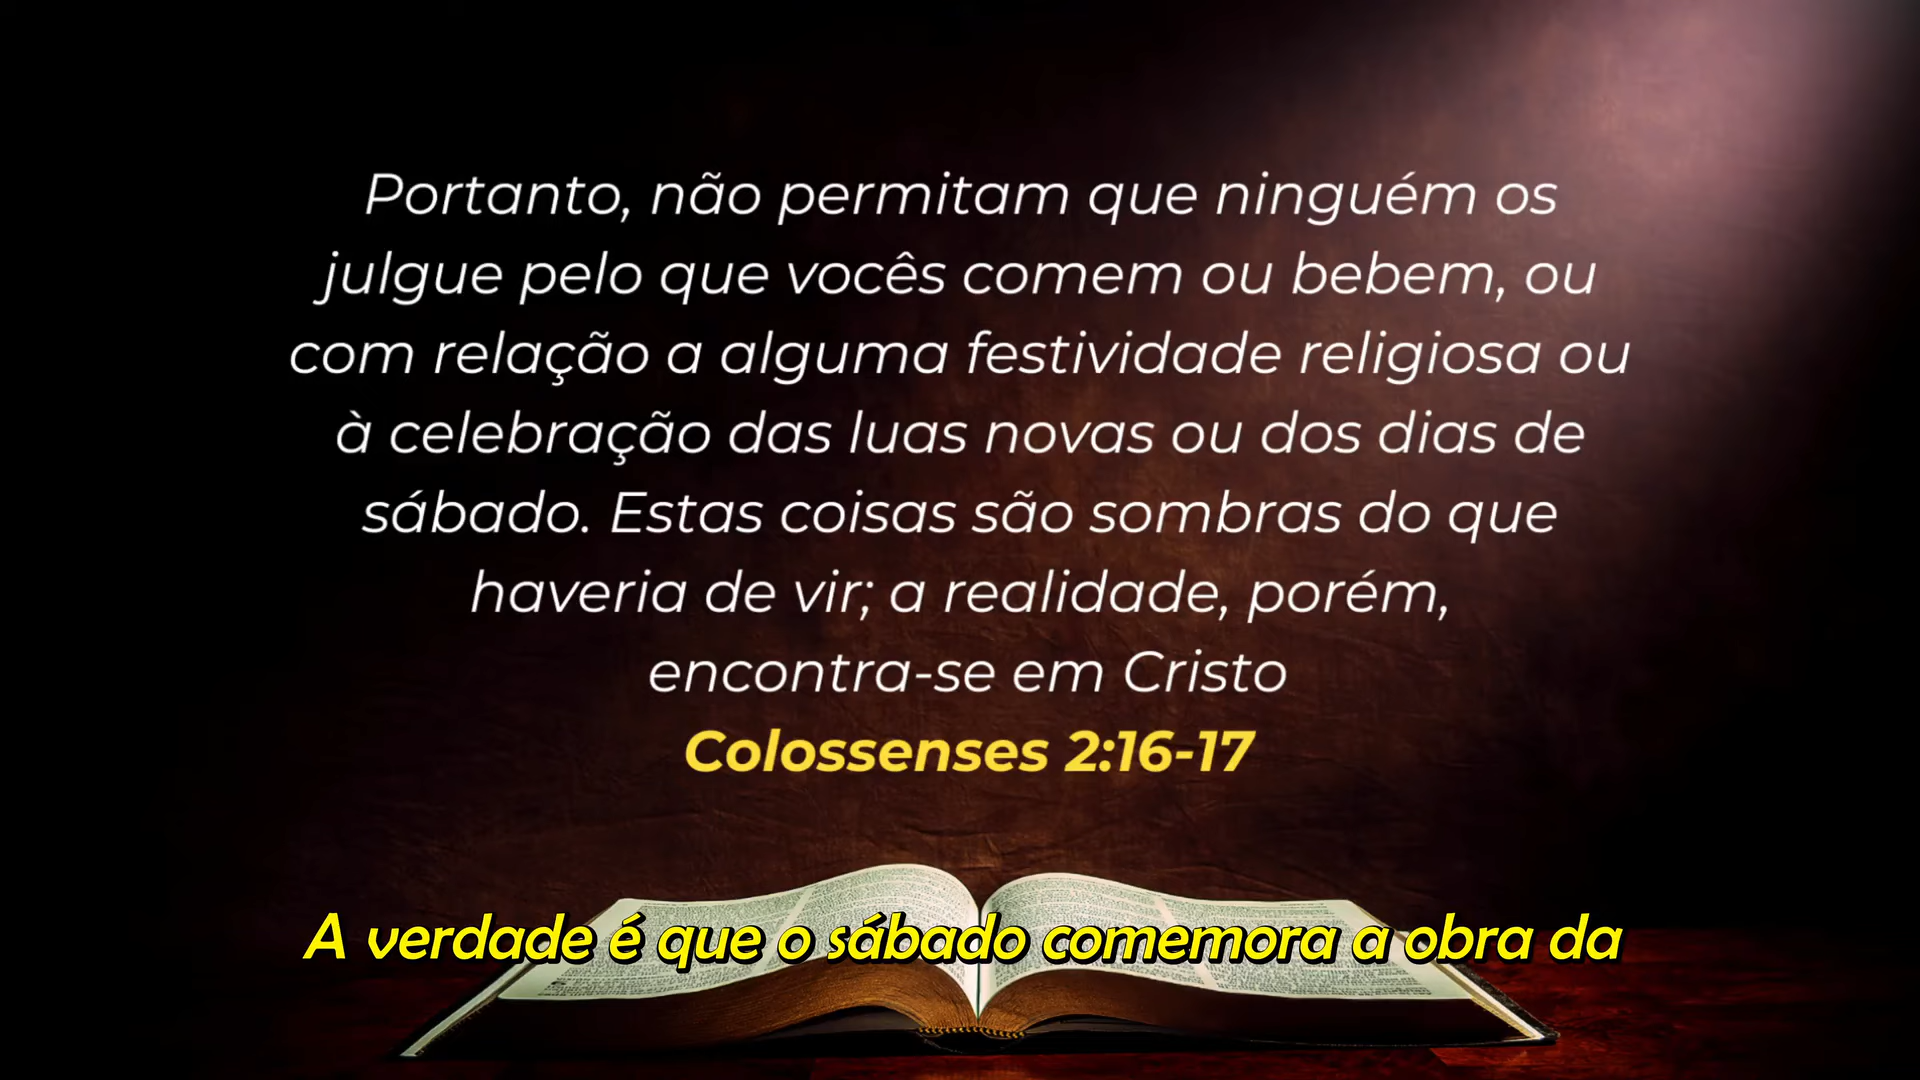 Portanto, não permitam que ninguém os
julgue pelo que vocês comem ou bebem, ou
com relação a alguma festividade religiosa ou
à celebração das luas novas ou dos dias de
sábado. Estas coisas são sombras do que
haveria de vir; a realidade, porém,
encontra-se em Cristo
Colossenses 2:16-17
A verdade é que o sábado comemora a obra da